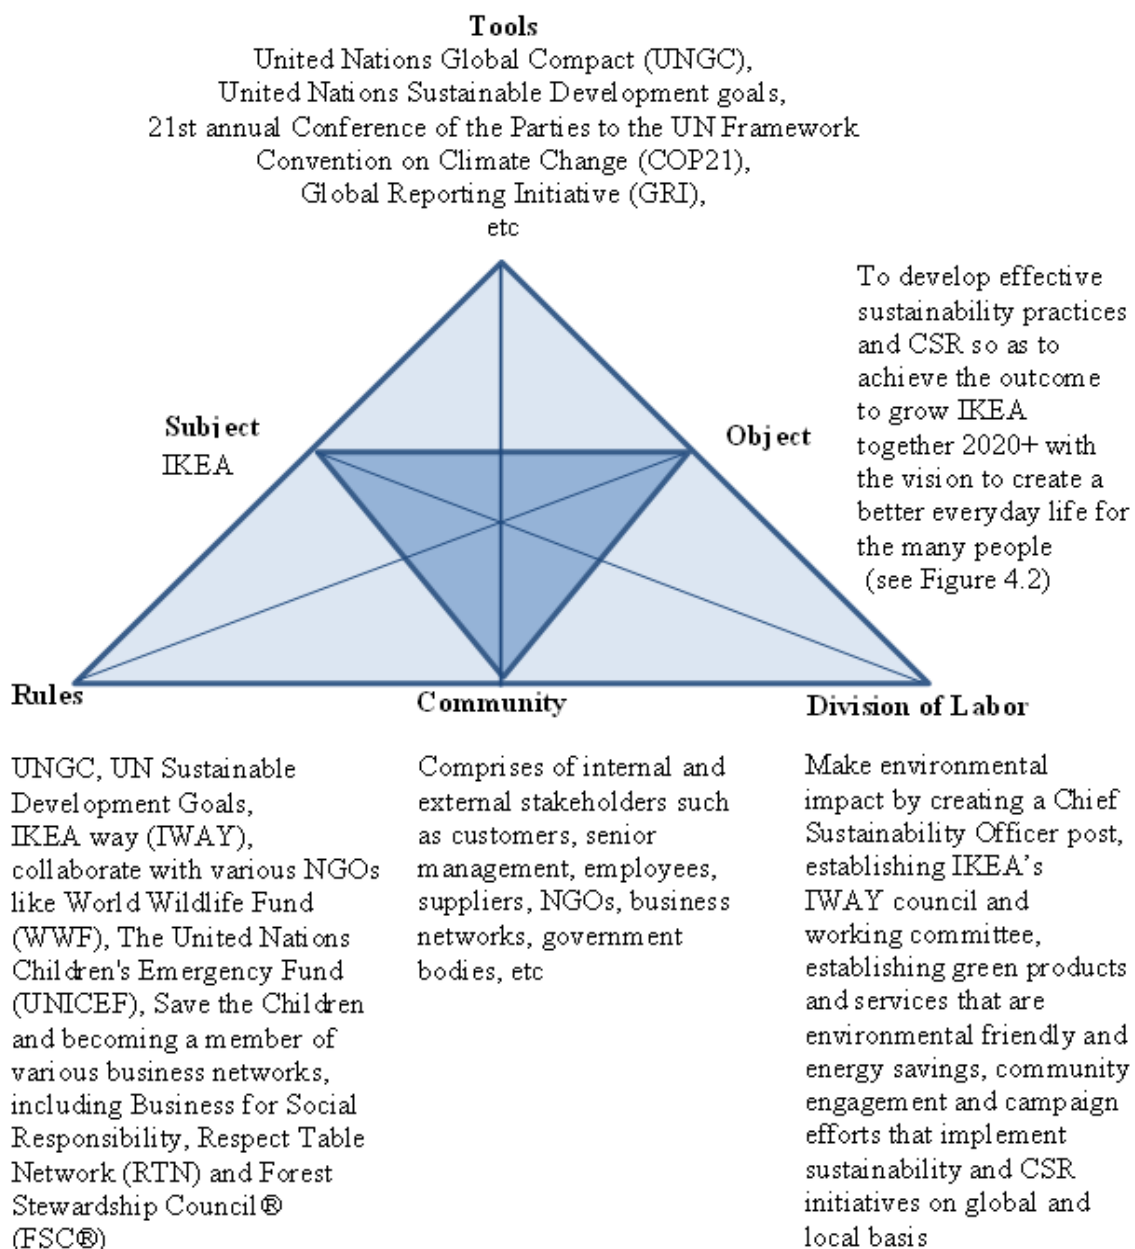 Tools
United Nations Global Compact (UNGC),
United Nations Sustainable Development goals,
21st annual Conference of the Parties to the UN Framework
Convention on Climate Change (COP21),
Global Reporting Initiative (GRI),
etc
Subject
IKEA
Object
To develop effective
sustainability practices
and CSR so as to
achieve the outcome
to grow IKEA
together 2020+ with
the vision to create a
better everyday life for
the many people
(see Figure 4.2)
Rules
UNGC, UN Sustainable
Development Goals,
IKEA way (IWAY),
collaborate with various NGOs
like World Wildlife Fund
(WWF), The United Nations
Children's Emergency Fund
(UNICEF), Save the Children
and becoming a member of
various business networks,
including Business for Social
Responsibility, Respect Table
Network (RTN) and Forest
Stewardship Council®
(FSC®)
Community
Comprises of internal and
external stakeholders such
as customers, senior
management, employees,
suppliers, NGOs, business
networks, government
bodies, etc
Division of Labor
Make environmental
impact by creating a Chief
Sustainability Officer post,
establishing IKEA’s
IWAY council and
working committee,
establishing green products
and services that are
environmental friendly and
energy savings, community
engagement and campaign
efforts that implement
sustainability and CSR
initiatives on global and
local basis